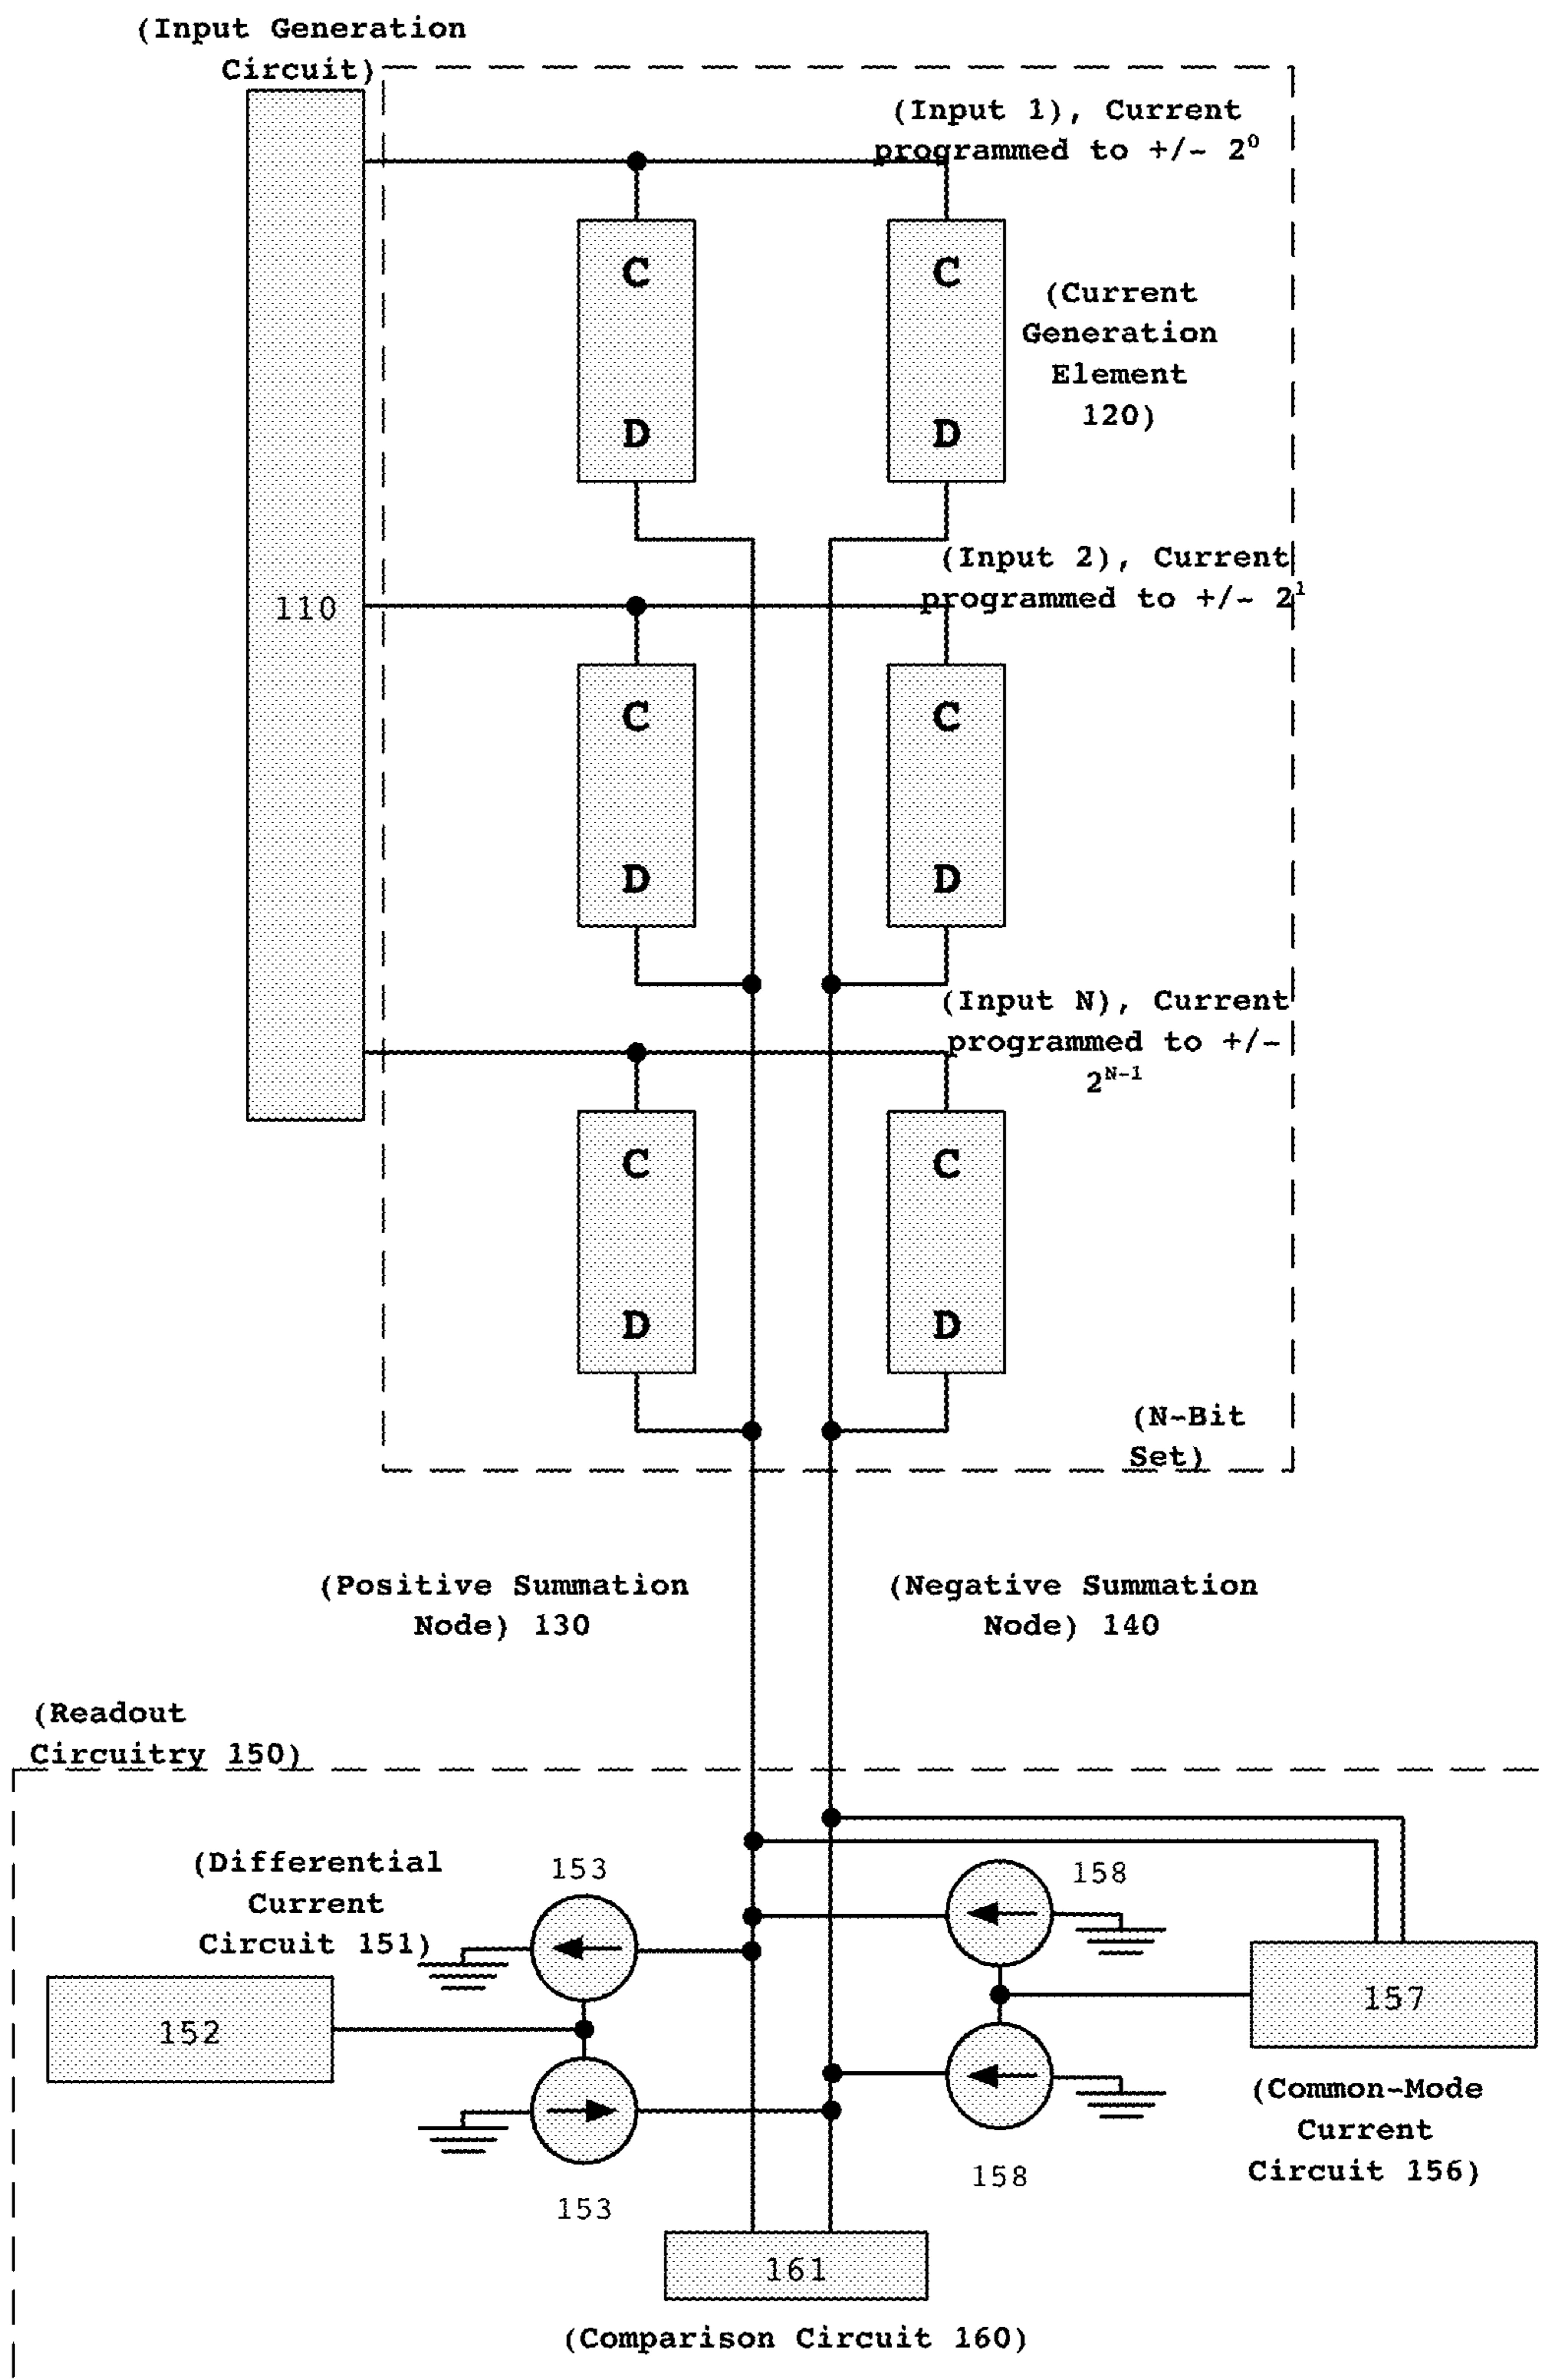 (Input Generation
Circuit)
(Input 1), Current
programmed to +/- 2⁰
C
C
(Current
Generation
Element
120)
D
D
(Input 2), Current
programmed to +/- 2¹
110
C
C
D
D
(Input N), Current
programmed to +/-
2ᴺ⁻¹
C
C
D
D
(N-Bit
Set)
(Positive Summation
Node) 130
(Negative Summation
Node) 140
(Readout
Circuitry 150)
(Differential
Current
Circuit 151)
153
158
152
157
(Common-Mode
Current
Circuit 156)
153
158
161
(Comparison Circuit 160)